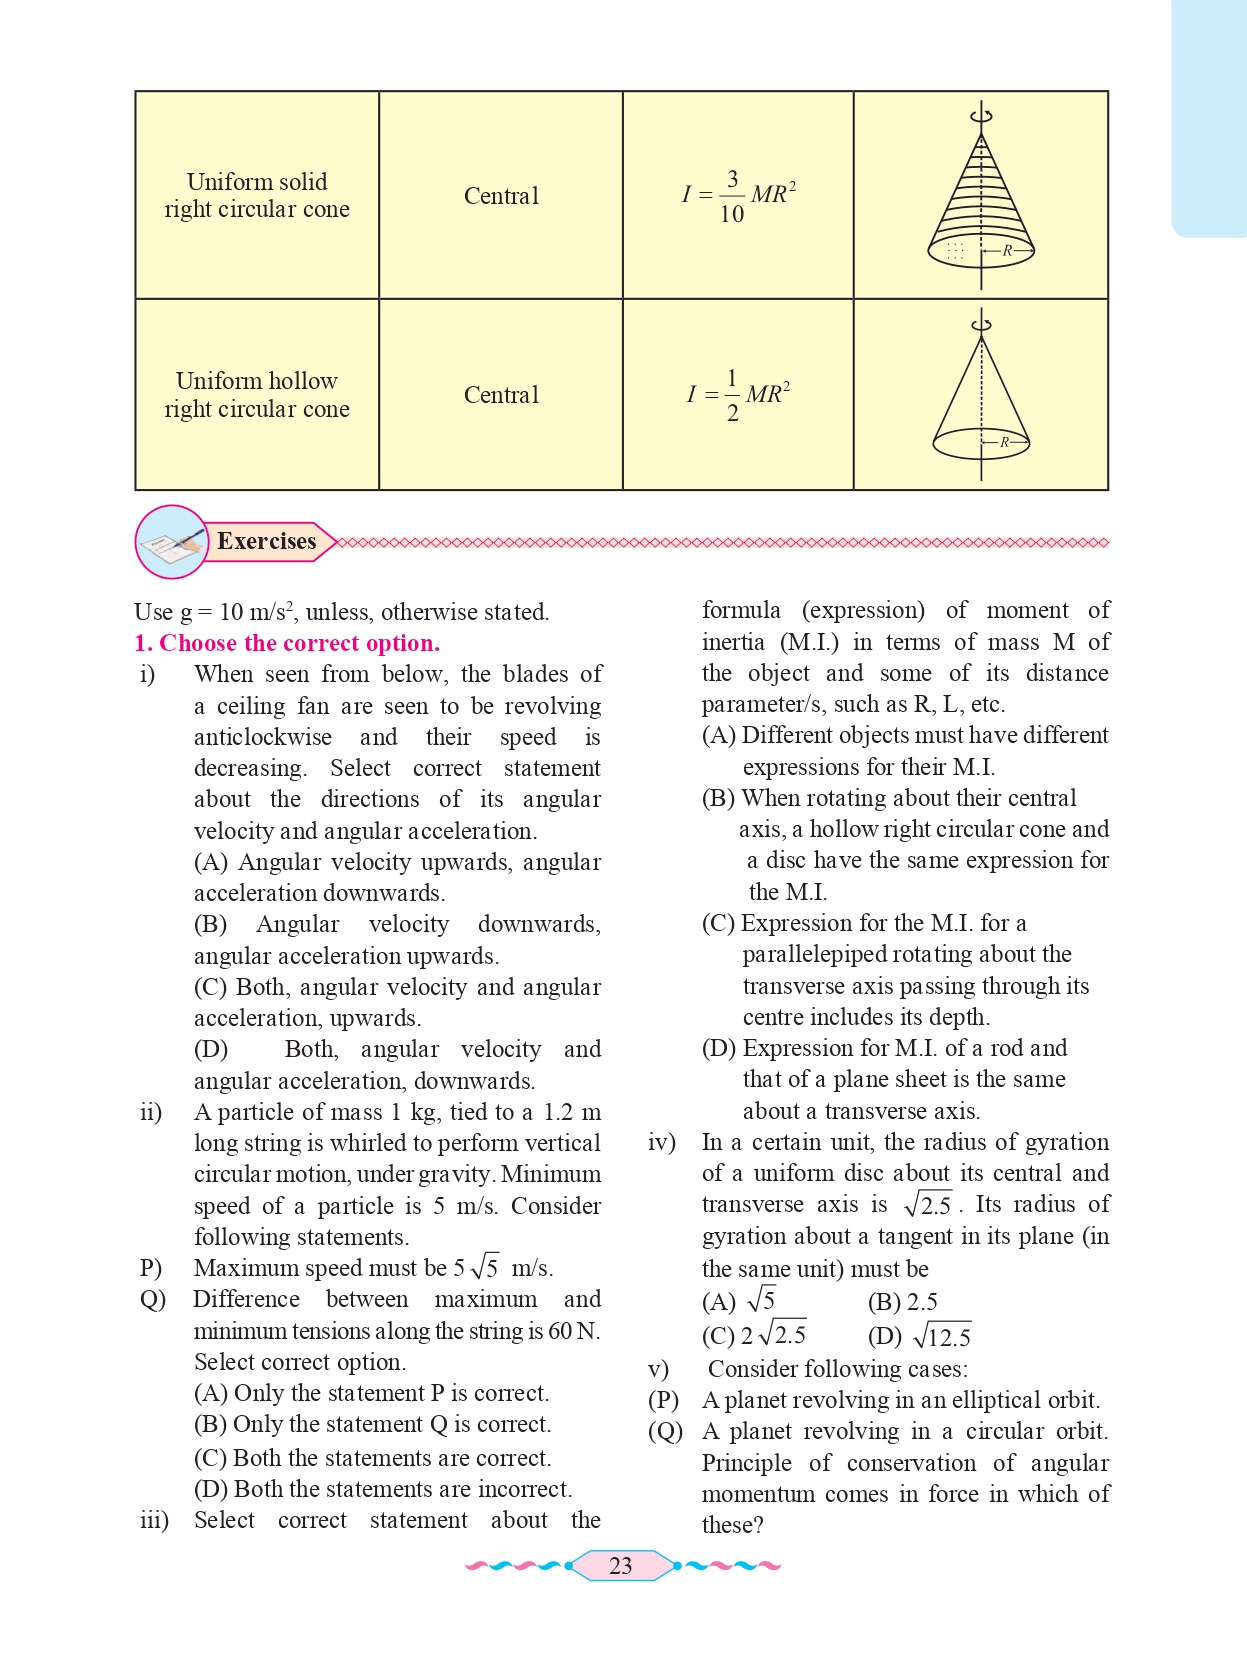 Uniform solid
right circular cone
Central
I = 3/10 MR²
R
Uniform hollow
right circular cone
Central
I = 1/2 MR²
R
Exercises
Use g = 10 m/s², unless, otherwise stated.
1. Choose the correct option.
i) When seen from below, the blades of
a ceiling fan are seen to be revolving
anticlockwise and their speed is
decreasing. Select correct statement
about the directions of its angular
velocity and angular acceleration.
(A) Angular velocity upwards, angular
acceleration downwards.
(B) Angular velocity downwards,
angular acceleration upwards.
(C) Both, angular velocity and angular
acceleration, upwards.
(D) Both, angular velocity and
angular acceleration, downwards.
ii) A particle of mass 1 kg, tied to a 1.2 m
long string is whirled to perform vertical
circular motion, under gravity. Minimum
speed of a particle is 5 m/s. Consider
following statements.
P) Maximum speed must be 5√5 m/s.
Q) Difference between maximum and
minimum tensions along the string is 60 N.
Select correct option.
(A) Only the statement P is correct.
(B) Only the statement Q is correct.
(C) Both the statements are correct.
(D) Both the statements are incorrect.
iii) Select correct statement about the
formula (expression) of moment of
inertia (M.I.) in terms of mass M of
the object and some of its distance
parameter/s, such as R, L, etc.
(A) Different objects must have different
expressions for their M.I.
(B) When rotating about their central
axis, a hollow right circular cone and
a disc have the same expression for
the M.I.
(C) Expression for the M.I. for a
parallelepiped rotating about the
transverse axis passing through its
centre includes its depth.
(D) Expression for M.I. of a rod and
that of a plane sheet is the same
about a transverse axis.
iv) In a certain unit, the radius of gyration
of a uniform disc about its central and
transverse axis is √2.5. Its radius of
gyration about a tangent in its plane (in
the same unit) must be
(A) √5 (B) 2.5
(C) 2√2.5 (D) √12.5
v) Consider following cases:
(P) A planet revolving in an elliptical orbit.
(Q) A planet revolving in a circular orbit.
Principle of conservation of angular
momentum comes in force in which of
these?
23